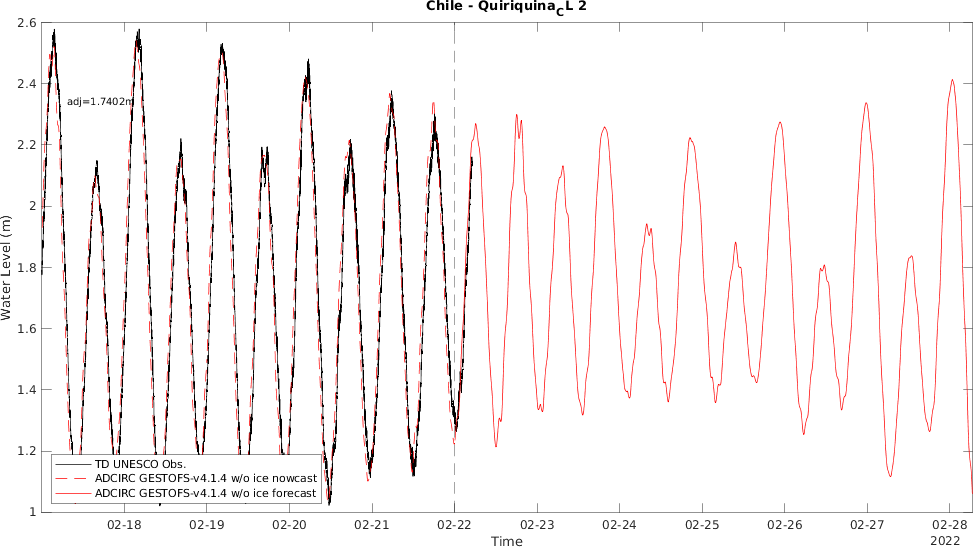 Chile - Quiriquina_CL 2
2.6
2.4
2.2
2
1.8
1.6
1.4
1.2
1
Water Level (m)
adj=1.7402m
TD UNESCO Obs.
ADCIRC GESTOFS-v4.1.4 w/o ice nowcast
ADCIRC GESTOFS-v4.1.4 w/o ice forecast
02-18 02-19 02-20 02-21 02-22 02-23 02-24 02-25 02-26 02-27 02-28
Time
2022